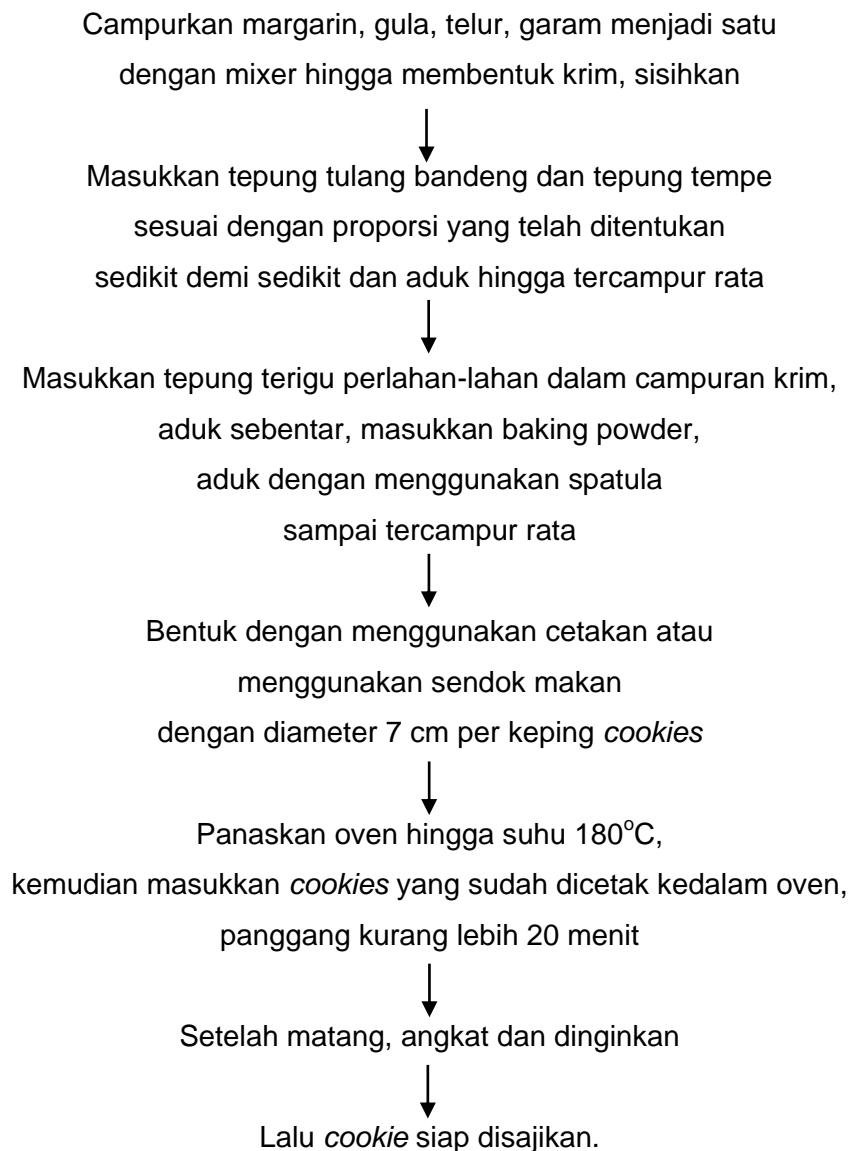 Campurkan margarin, gula, telur, garam menjadi satu
dengan mixer hingga membentuk krim, sisihkan
Masukkan tepung tulang bandeng dan tepung tempe
sesuai dengan proporsi yang telah ditentukan
sedikit demi sedikit dan aduk hingga tercampur rata
Masukkan tepung terigu perlahan-lahan dalam campuran krim,
aduk sebentar, masukkan baking powder,
aduk dengan menggunakan spatula
sampai tercampur rata
Bentuk dengan menggunakan cetakan atau
menggunakan sendok makan
dengan diameter 7 cm per keping cookies
Panaskan oven hingga suhu 180°C,
kemudian masukkan cookies yang sudah dicetak kedalam oven,
panggang kurang lebih 20 menit
Setelah matang, angkat dan dinginkan
Lalu cookie siap disajikan.